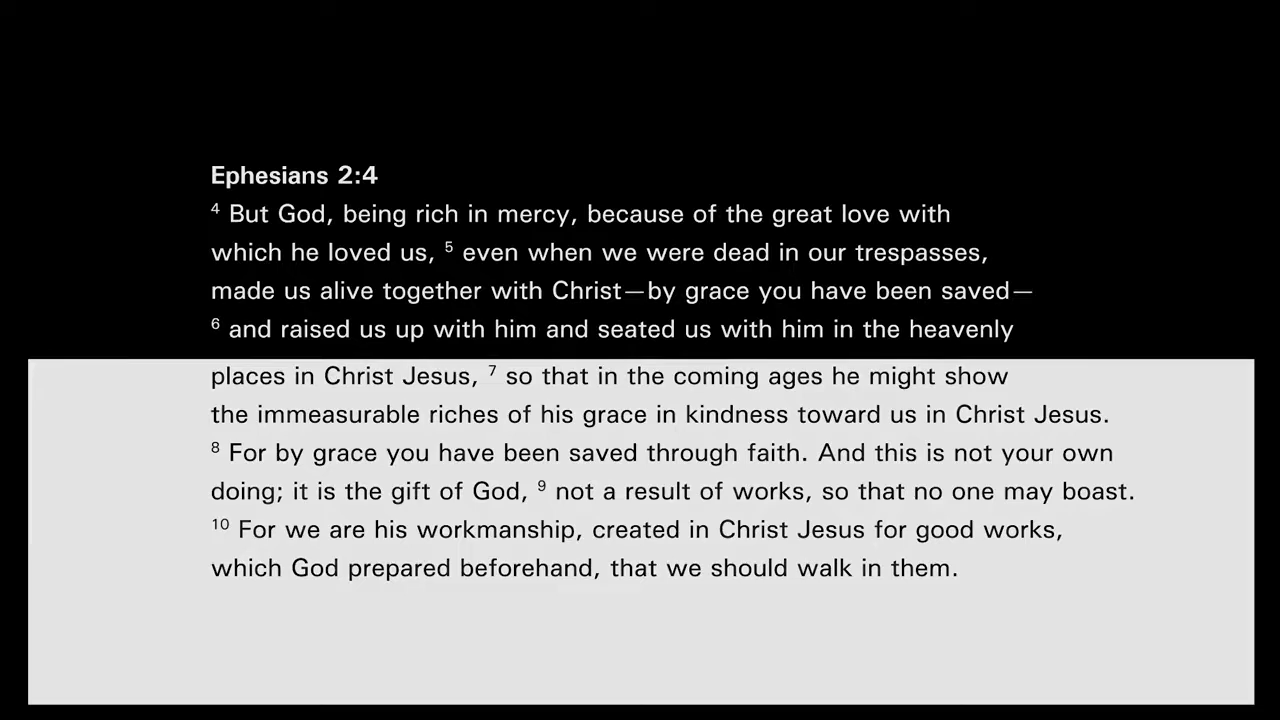 Ephesians 2:4
⁴ But God, being rich in mercy, because of the great love with
which he loved us, ⁵ even when we were dead in our trespasses,
made us alive together with Christ—by grace you have been saved—
⁶ and raised us up with him and seated us with him in the heavenly
places in Christ Jesus, ⁷ so that in the coming ages he might show
the immeasurable riches of his grace in kindness toward us in Christ Jesus.
⁸ For by grace you have been saved through faith. And this is not your own
doing; it is the gift of God, ⁹ not a result of works, so that no one may boast.
¹⁰ For we are his workmanship, created in Christ Jesus for good works,
which God prepared beforehand, that we should walk in them.